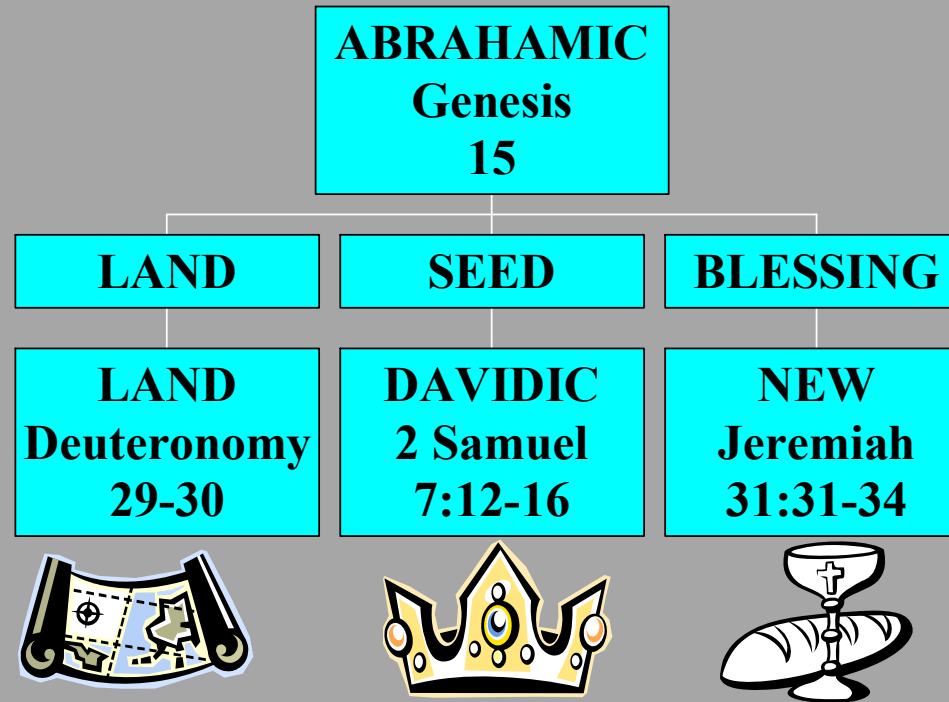 ABRAHAMIC
Genesis
15
LAND
SEED
BLESSING
LAND
Deuteronomy
29-30
DAVIDIC
2 Samuel
7:12-16
NEW
Jeremiah
31:31-34